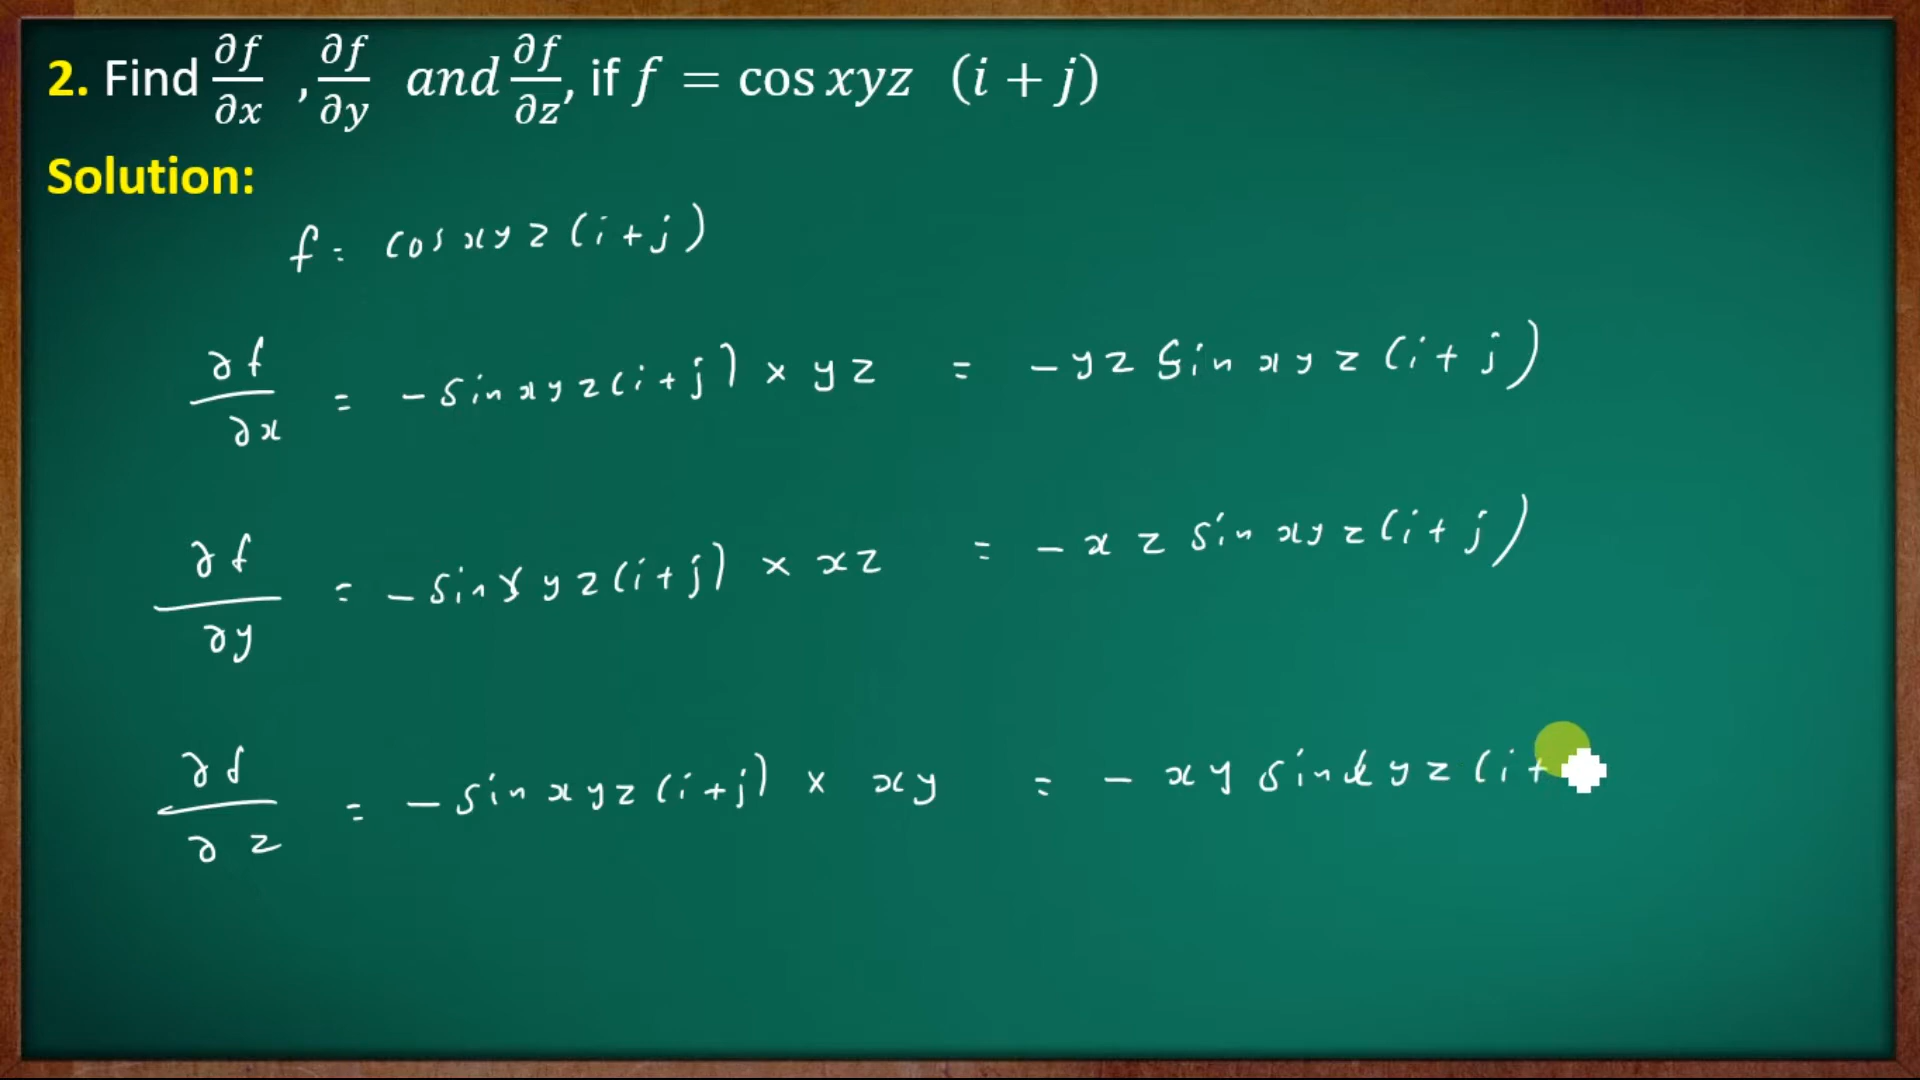 2. Find ∂f/∂x , ∂f/∂y and ∂f/∂z, if f = cos xyz (i + j)
Solution:
f = cos xyz (i + j)
∂f/∂x = - sin xyz (i + j) × yz = - yz sin xyz (i + j)
∂f/∂y = - sin xyz (i + j) × xz = - xz sin xyz (i + j)
∂f/∂z = - sin xyz (i + j) × xy = - xy sin xyz (i +